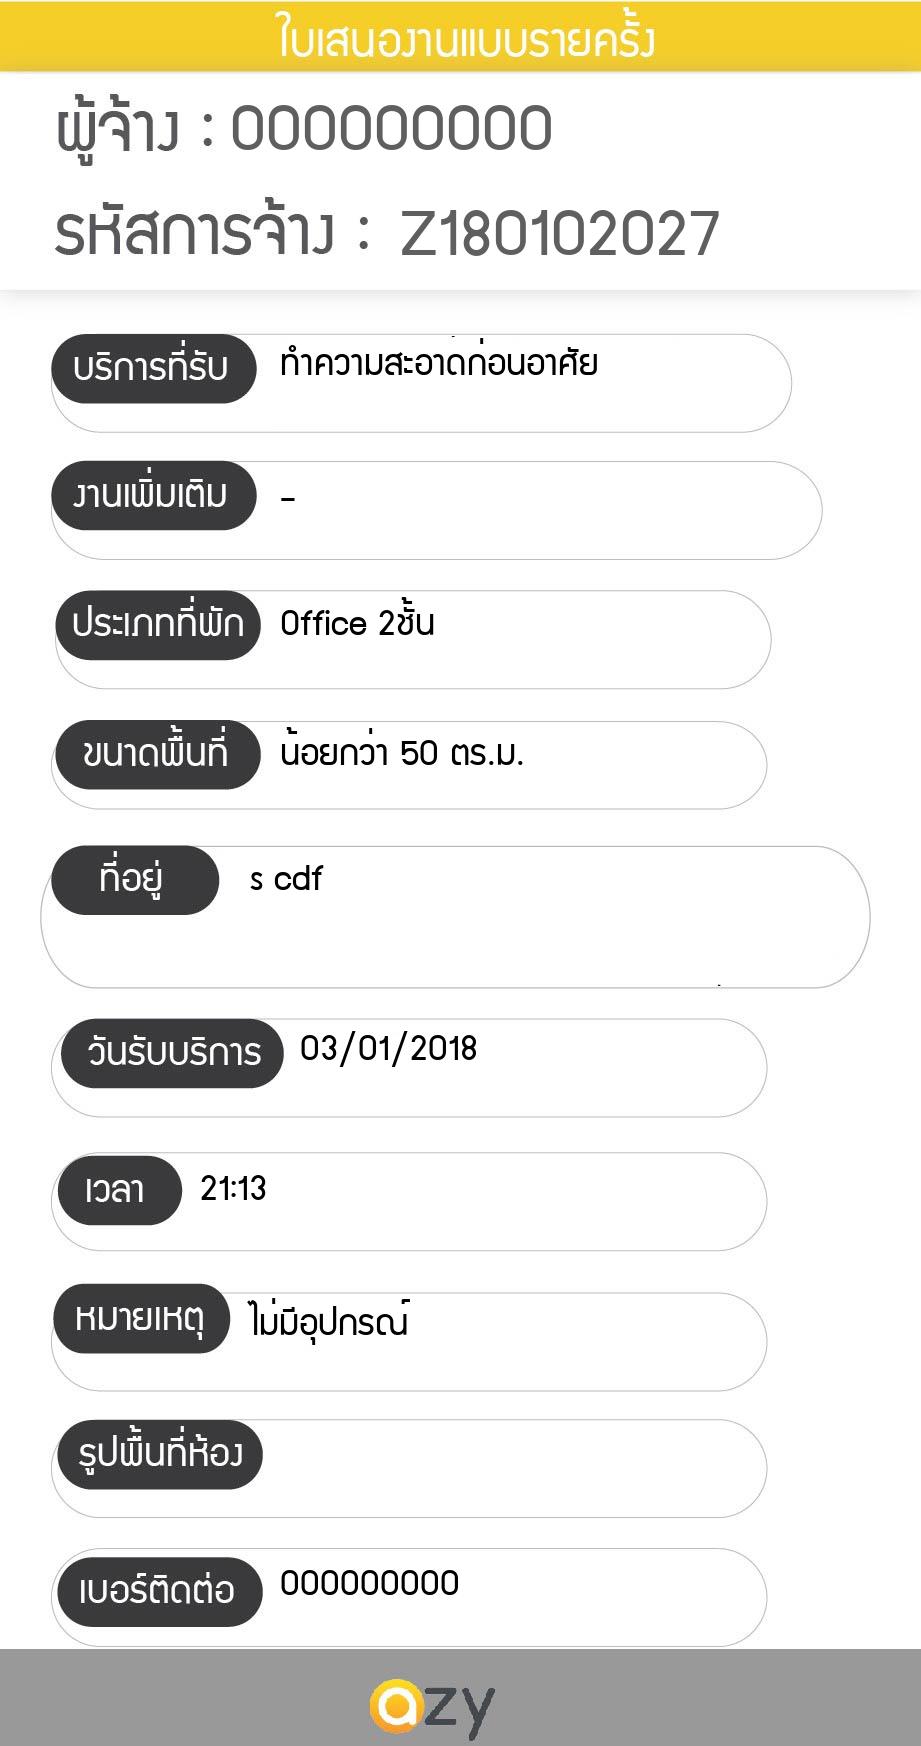 ใบเสนองานแบบรายครั้ง
ผู้จ้าง : 000000000
รหัสการจ้าง : Z180102027
บริการที่รับ ทำความสะอาดก่อนอาศัย
งานเพิ่มเติม -
ประเภทที่พัก Office 2ชั้น
ขนาดพื้นที่ น้อยกว่า 50 ตร.ม.
ที่อยู่ s cdf
วันรับบริการ 03/01/2018
เวลา 21:13
หมายเหตุ ไม่มีอุปกรณ์
รูปพื้นที่ห้อง
เบอร์ติดต่อ 000000000
azy